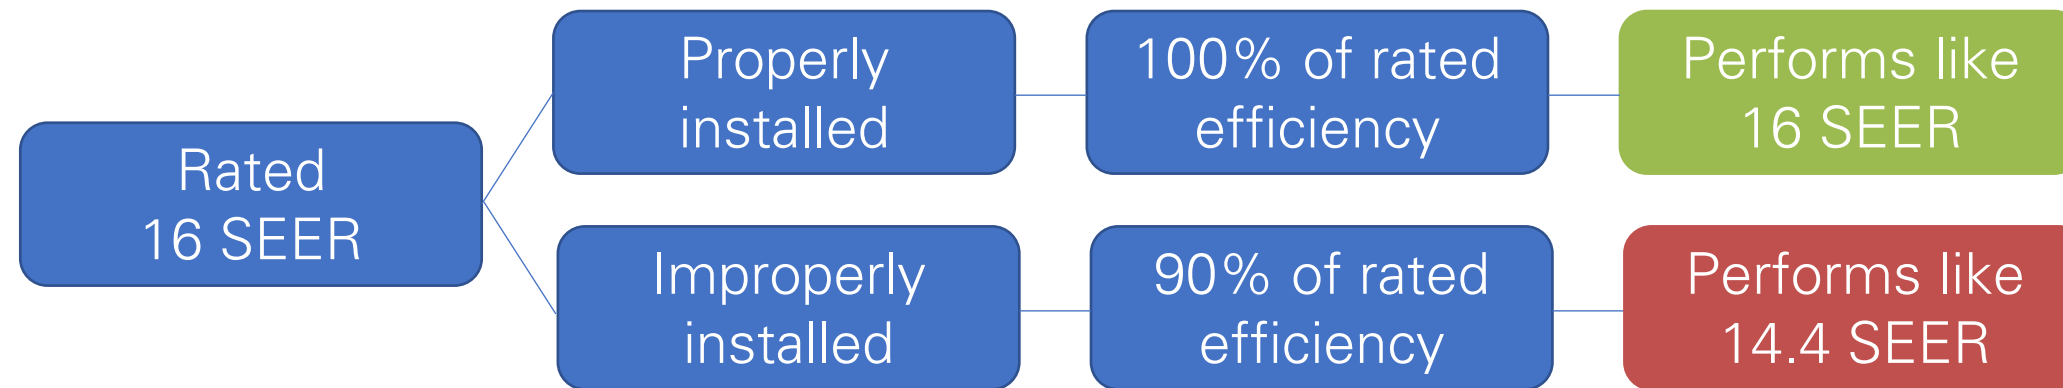 Rated
16 SEER
Properly
installed
100% of rated
efficiency
Performs like
16 SEER
Improperly
installed
90% of rated
efficiency
Performs like
14.4 SEER